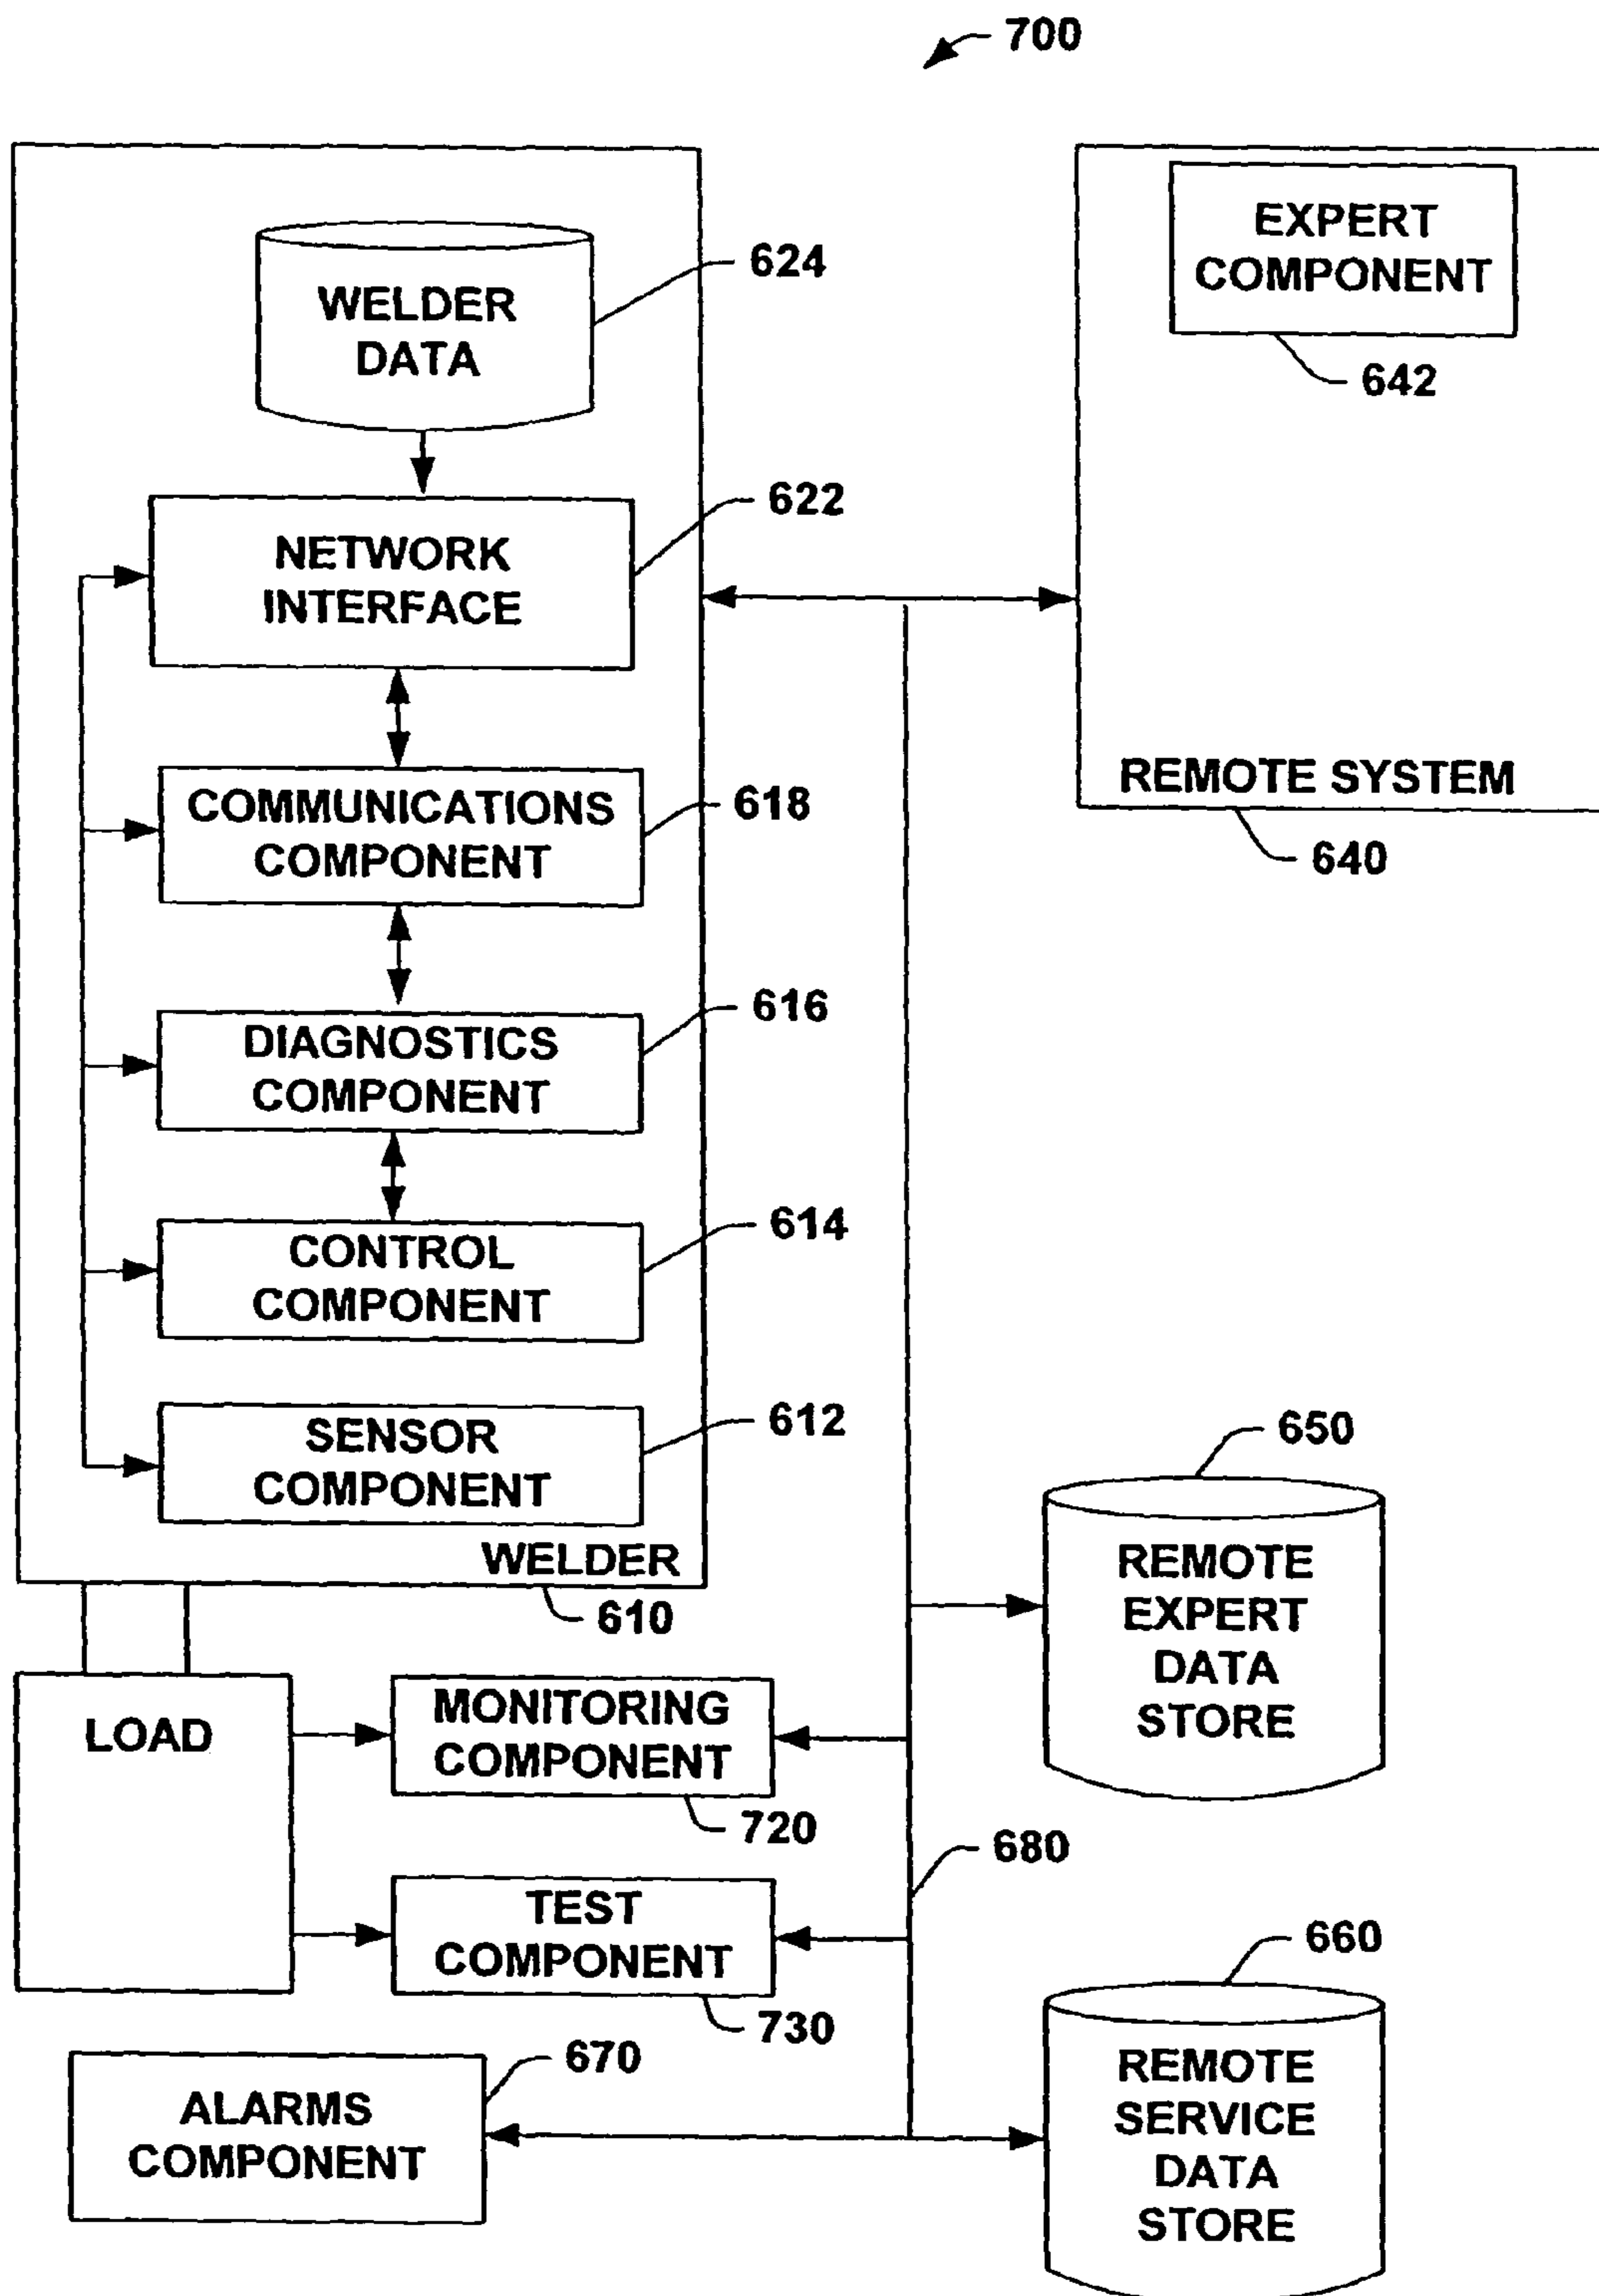 700
WELDER
DATA
624
EXPERT
COMPONENT
642
NETWORK
INTERFACE
622
COMMUNICATIONS
COMPONENT
618
REMOTE SYSTEM
640
DIAGNOSTICS
COMPONENT
616
CONTROL
COMPONENT
614
SENSOR
COMPONENT
612
WELDER
610
650
REMOTE
EXPERT
DATA
STORE
LOAD
MONITORING
COMPONENT
720
680
TEST
COMPONENT
730
660
REMOTE
SERVICE
DATA
STORE
670
ALARMS
COMPONENT